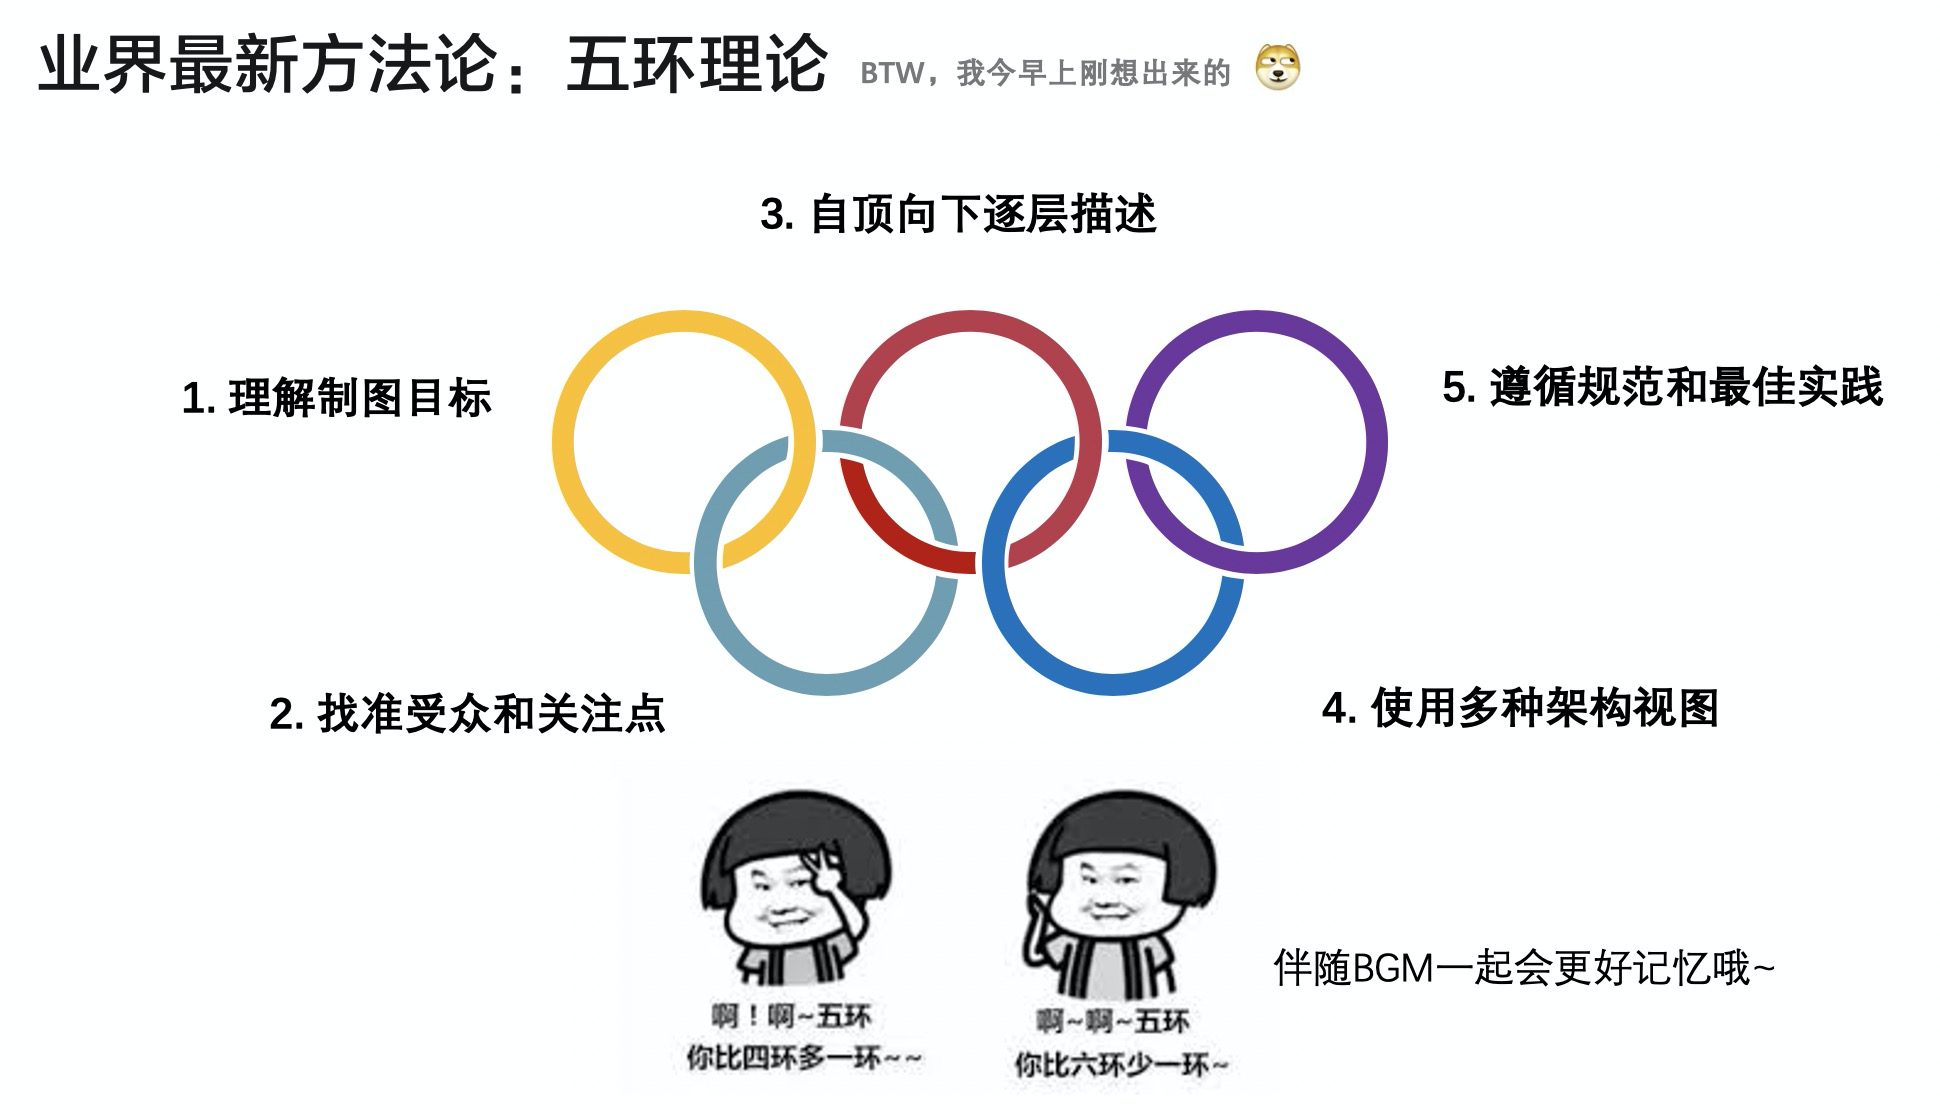 业界最新方法论：五环理论 BTW，我今早上刚想出来的
3. 自顶向下逐层描述
1. 理解制图目标
5. 遵循规范和最佳实践
2. 找准受众和关注点
4. 使用多种架构视图
伴随BGM一起会更好记忆哦~
啊！啊~五环
你比四环多一环~~
啊~啊~五环
你比六环少一环~